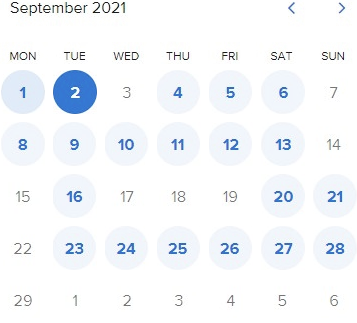 September 2021
MON TUE WED THU FRI SAT SUN
1 2 3 4 5 6 7
8 9 10 11 12 13 14
15 16 17 18 19 20 21
22 23 24 25 26 27 28
29 1 2 3 4 5 6